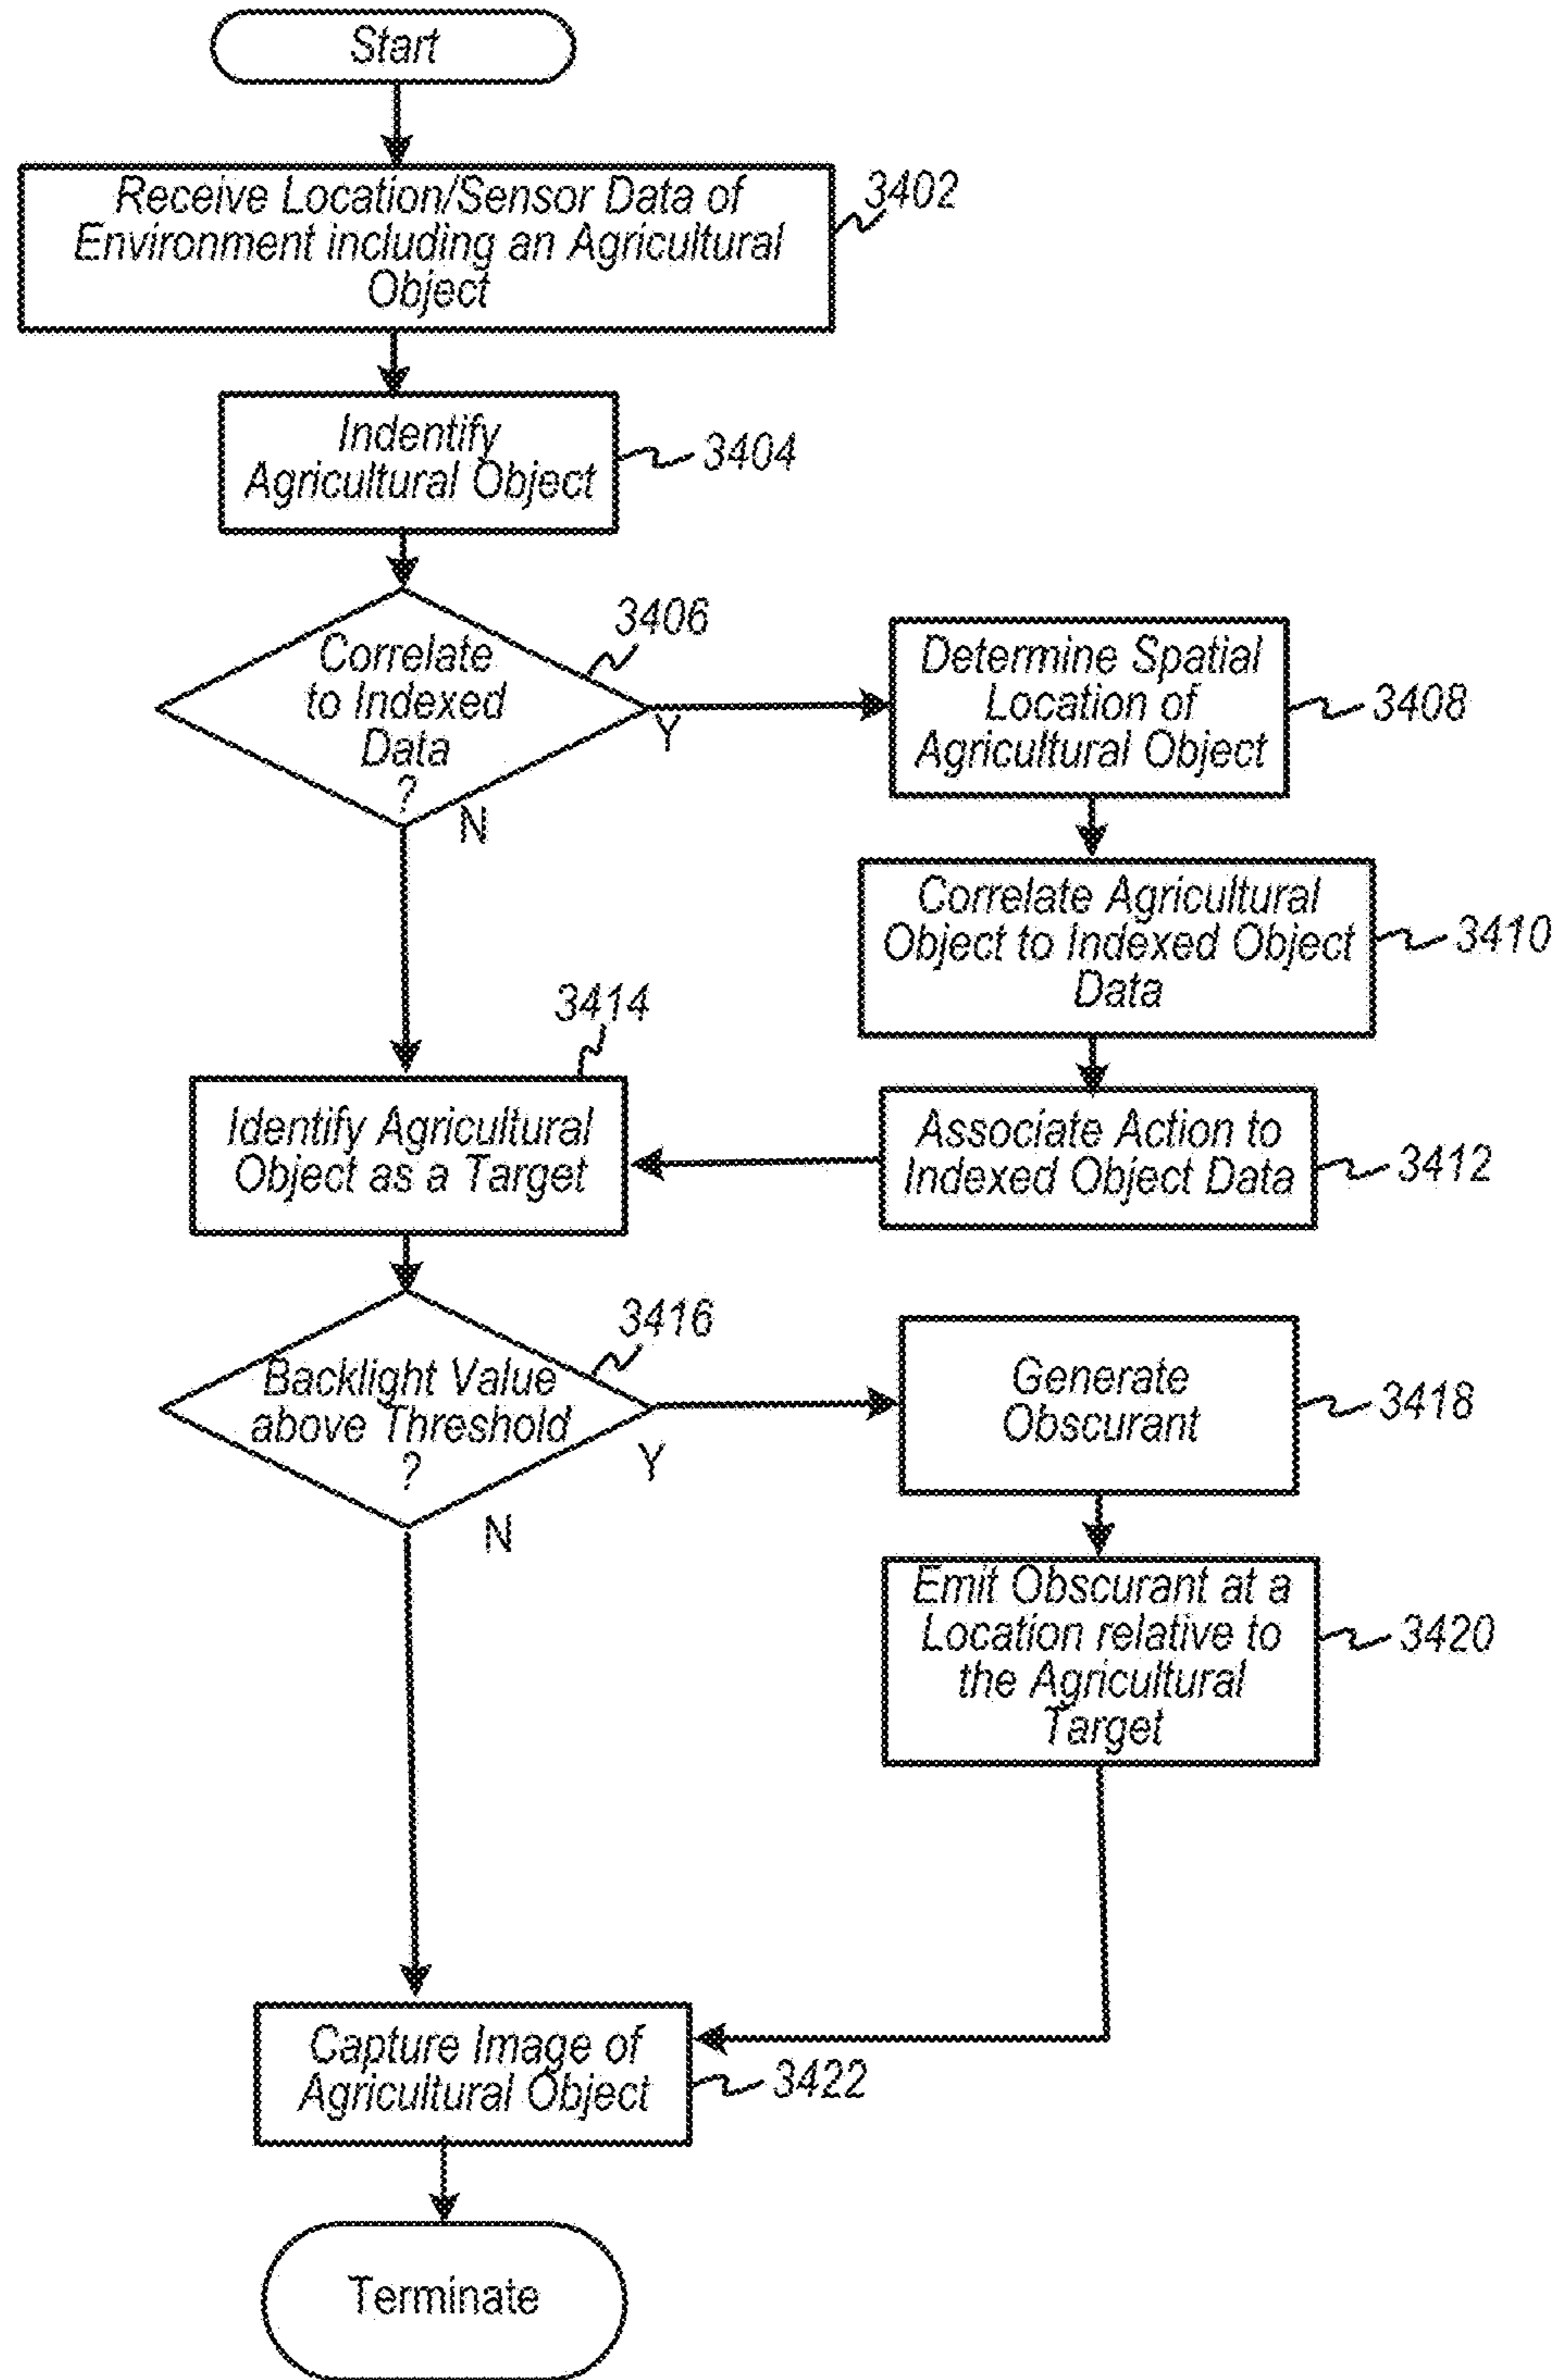 Start
Receive Location/Sensor Data of
Environment including an Agricultural
Object
3402
Indentify
Agricultural Object
3404
Correlate
to Indexed
Data
?
3406
Y
N
Determine Spatial
Location of
Agricultural Object
3408
Correlate Agricultural
Object to Indexed Object
Data
3410
Associate Action to
Indexed Object Data
3412
3414
Identify Agricultural
Object as a Target
Backlight Value
above Threshold
?
3416
Y
N
Generate
Obscurant
3418
Emit Obscurant at a
Location relative to
the Agricultural
Target
3420
Capture Image of
Agricultural Object
3422
Terminate